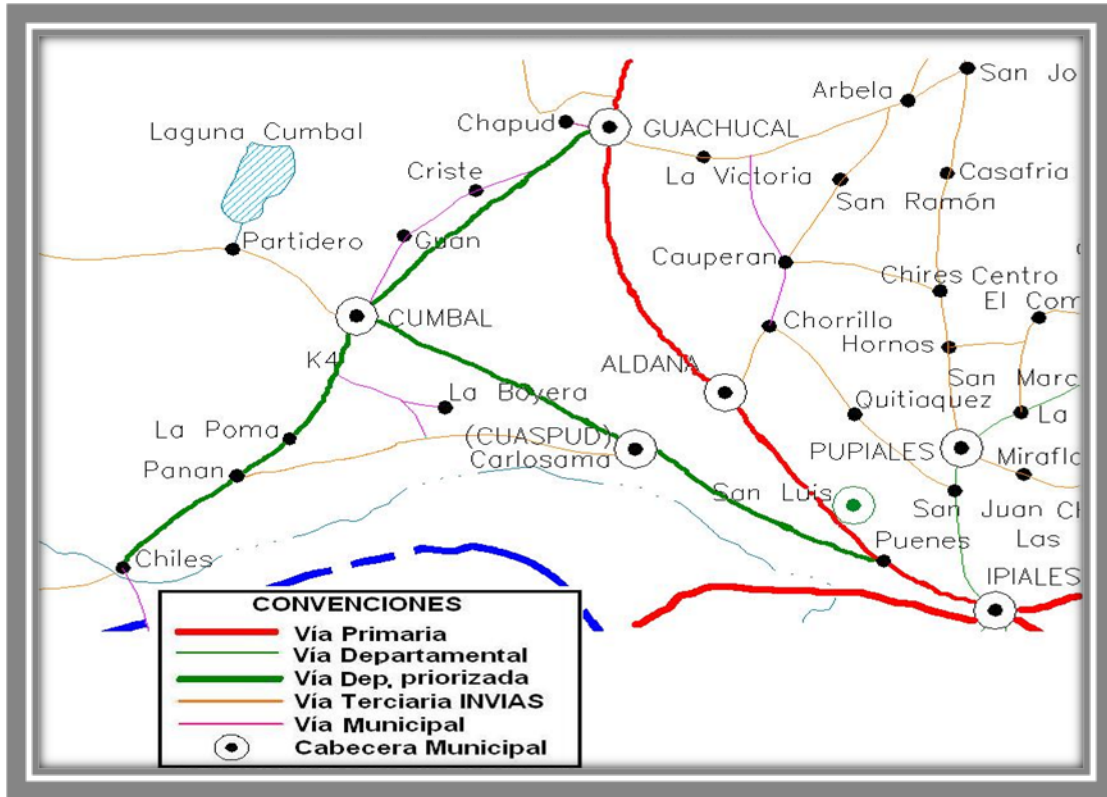 San Jo
Arbela
Chapud
GUACHUCAL
Laguna Cumbal
Criste
La Victoria
Casafria
San Ramón
Partidero
Guan
Cauperan
Chires Centro
El Com
CUMBAL
Chorrillo
Hornos
K4
ALDANA
San Marc
La Boyera
Quitiaquez
La
La Poma
(CUASPUD)
Carlosama
PUPIALES
Panan
Miraflo
San Luis
San Juan Ch
Puenes
Las
Chiles
IPIALES
CONVENCIONES
Vía Primaria
Vía Departamental
Vía Dep. priorizada
Vía Terciaria INVIAS
Vía Municipal
Cabecera Municipal